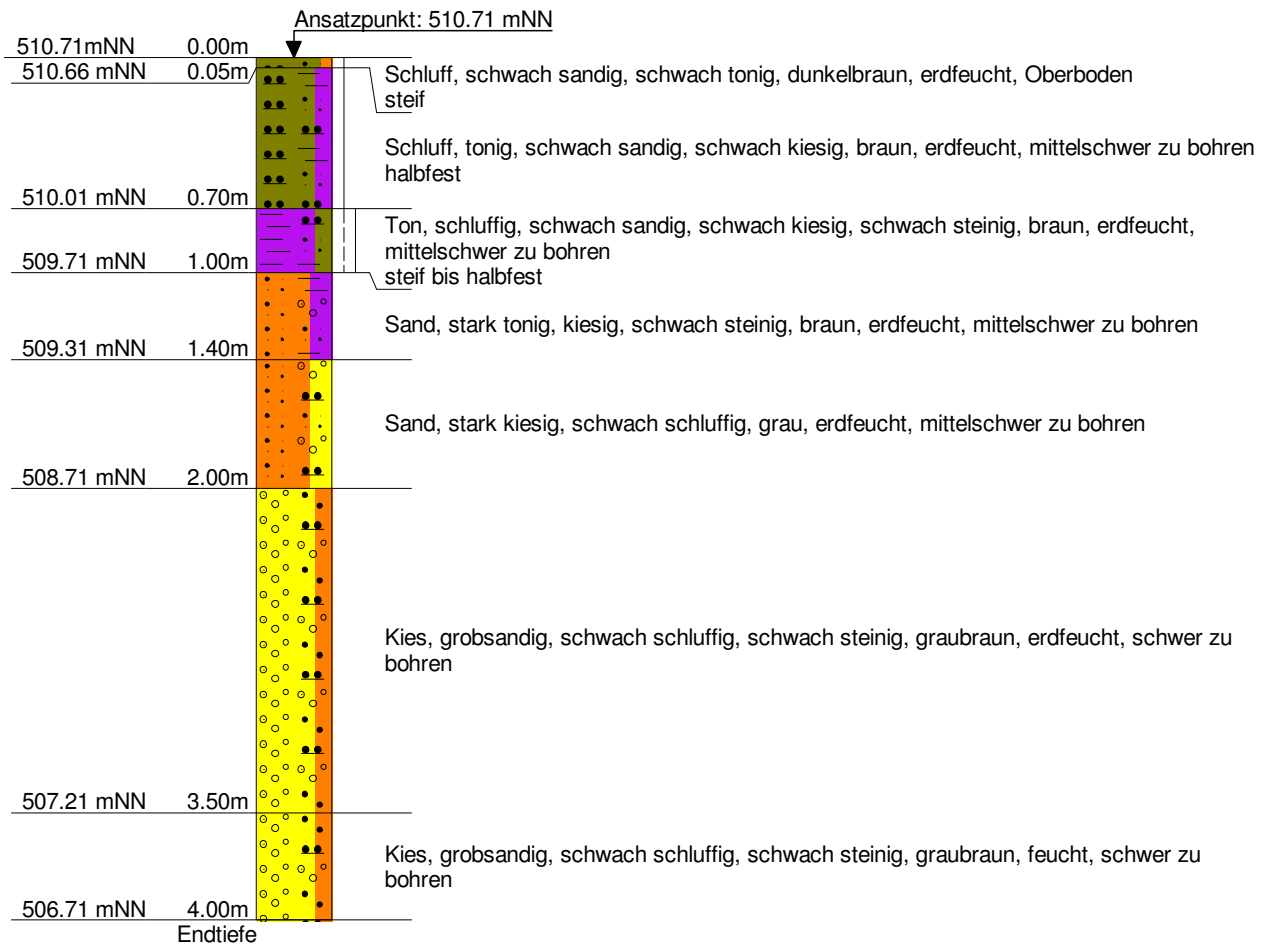 Ansatzpunkt: 510.71 mNN
510.71mNN 0.00m
510.66 mNN 0.05m
Schluff, schwach sandig, schwach tonig, dunkelbraun, erdfeucht, Oberboden
steif
Schluff, tonig, schwach sandig, schwach kiesig, braun, erdfeucht, mittelschwer zu bohren
halbfest
510.01 mNN 0.70m
Ton, schluffig, schwach sandig, schwach kiesig, schwach steinig, braun, erdfeucht,
mittelschwer zu bohren
steif bis halbfest
509.71 mNN 1.00m
Sand, stark tonig, kiesig, schwach steinig, braun, erdfeucht, mittelschwer zu bohren
509.31 mNN 1.40m
Sand, stark kiesig, schwach schluffig, grau, erdfeucht, mittelschwer zu bohren
508.71 mNN 2.00m
Kies, grobsandig, schwach schluffig, schwach steinig, graubraun, erdfeucht, schwer zu
bohren
507.21 mNN 3.50m
Kies, grobsandig, schwach schluffig, schwach steinig, graubraun, feucht, schwer zu
bohren
506.71 mNN 4.00m
Endtiefe